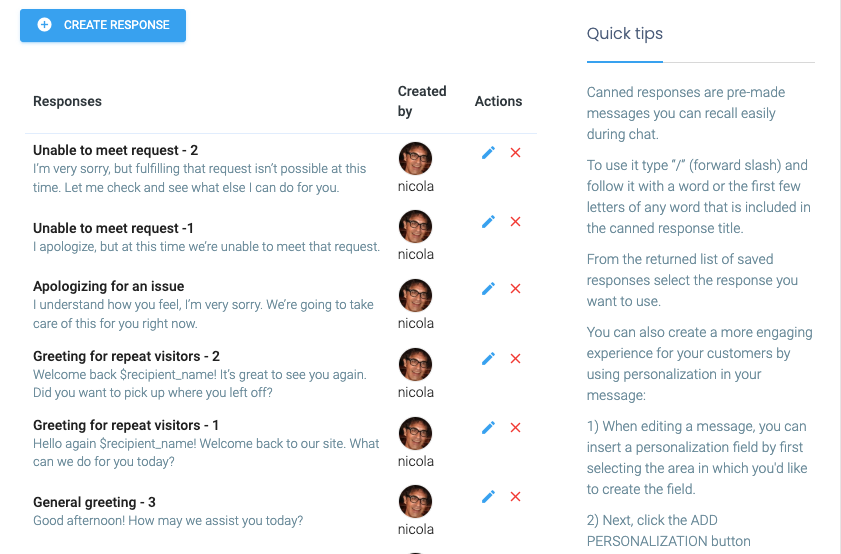 CREATE RESPONSE
Responses
Created
by
Actions
Unable to meet request - 2
I’m very sorry, but fulfilling that request isn’t possible at this
time. Let me check and see what else I can do for you.
nicola
Unable to meet request -1
I apologize, but at this time we’re unable to meet that request.
nicola
Apologizing for an issue
I understand how you feel, I’m very sorry. We’re going to take
care of this for you right now.
nicola
Greeting for repeat visitors - 2
Welcome back $recipient_name! It’s great to see you again.
Did you want to pick up where you left off?
nicola
Greeting for repeat visitors - 1
Hello again $recipient_name! Welcome back to our site. What
can we do for you today?
nicola
General greeting - 3
Good afternoon! How may we assist you today?
nicola
Quick tips
Canned responses are pre-made
messages you can recall easily
during chat.
To use it type “/” (forward slash) and
follow it with a word or the first few
letters of any word that is included in
the canned response title.
From the returned list of saved
responses select the response you
want to use.
You can also create a more engaging
experience for your customers by
using personalization in your
message:
1) When editing a message, you can
insert a personalization field by first
selecting the area in which you'd like
to create the field.
2) Next, click the ADD
PERSONALIZATION button